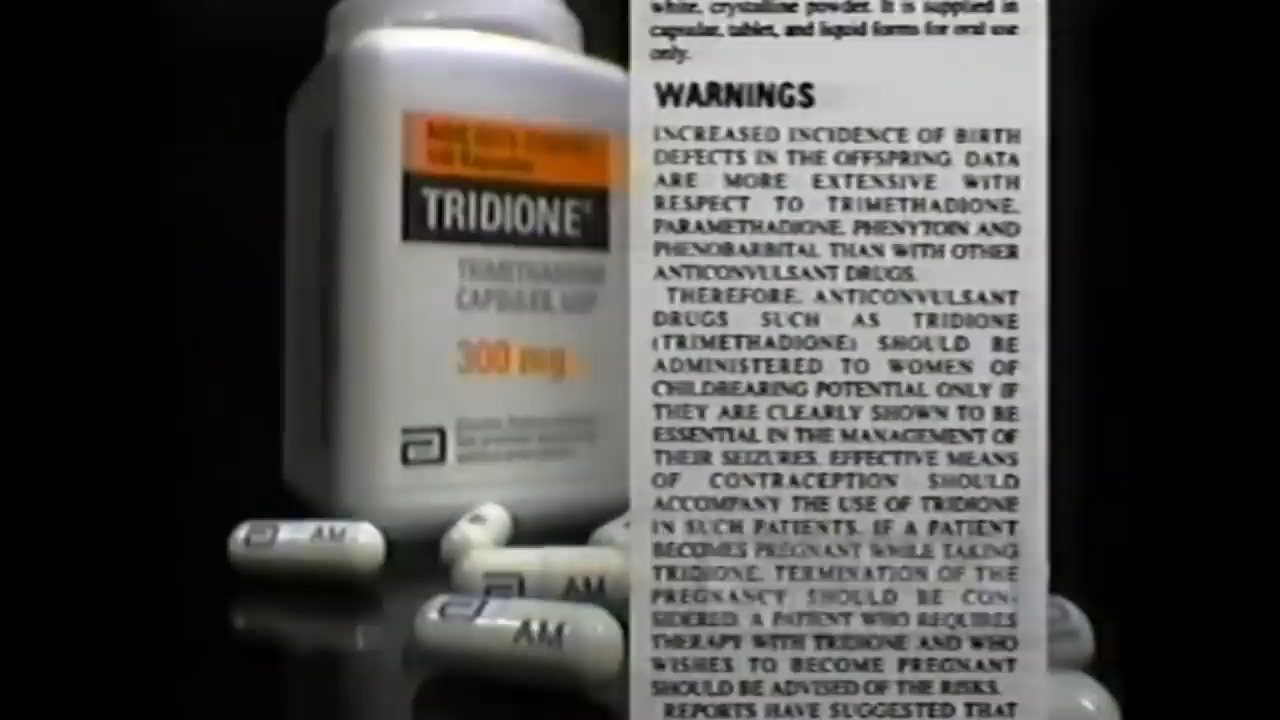 TRIDIONE
TRIMETHADIONE
CAPSULES, USP
300 mg.
AM
AM
AM
white, crystalline powder. It is supplied in
capsular, tablet, and liquid forms for oral use
only.
WARNINGS
INCREASED INCIDENCE OF BIRTH
DEFECTS IN THE OFFSPRING. DATA
ARE MORE EXTENSIVE WITH
RESPECT TO TRIMETHADIONE,
PARAMETHADIONE, PHENYTOIN AND
PHENOBARBITAL THAN WITH OTHER
ANTICONVULSANT DRUGS.
THEREFORE, ANTICONVULSANT
DRUGS SUCH AS TRIDIONE
(TRIMETHADIONE) SHOULD BE
ADMINISTERED TO WOMEN OF
CHILDBEARING POTENTIAL ONLY IF
THEY ARE CLEARLY SHOWN TO BE
ESSENTIAL IN THE MANAGEMENT OF
THEIR SEIZURES. EFFECTIVE MEANS
OF CONTRACEPTION SHOULD
ACCOMPANY THE USE OF TRIDIONE
IN SUCH PATIENTS. IF A PATIENT
BECOMES PREGNANT WHILE TAKING
TRIDIONE, TERMINATION OF THE
PREGNANCY SHOULD BE CON-
SIDERED. A PATIENT WHO REQUIRES
THERAPY WITH TRIDIONE AND WHO
WISHES TO BECOME PREGNANT
SHOULD BE ADVISED OF THE RISKS.
REPORTS HAVE SUGGESTED THAT